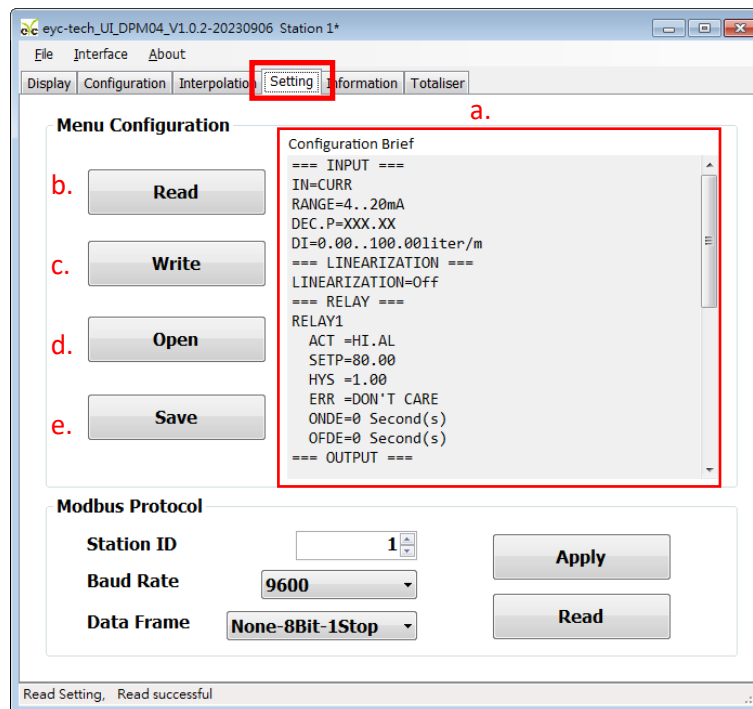 eyc-tech_UI_DPM04_V1.0.2-20230906 Station 1*
File Interface About
Display Configuration Interpolation Setting Information Totaliser
a.
Menu Configuration
Configuration Brief
b. Read
c. Write
d. Open
e. Save
=== INPUT ===
IN=CURR
RANGE=4..20mA
DEC.P=XXX.XX
DI=0.00..100.00liter/m
=== LINEARIZATION ===
LINEARIZATION=Off
=== RELAY ===
RELAY1
ACT =HI.AL
SETP=80.00
HYS =1.00
ERR =DON'T CARE
ONDE=0 Second(s)
OFDE=0 Second(s)
=== OUTPUT ===
Modbus Protocol
Station ID 1
Baud Rate 9600
Data Frame None-8Bit-1Stop
Apply
Read
Read Setting, Read successful